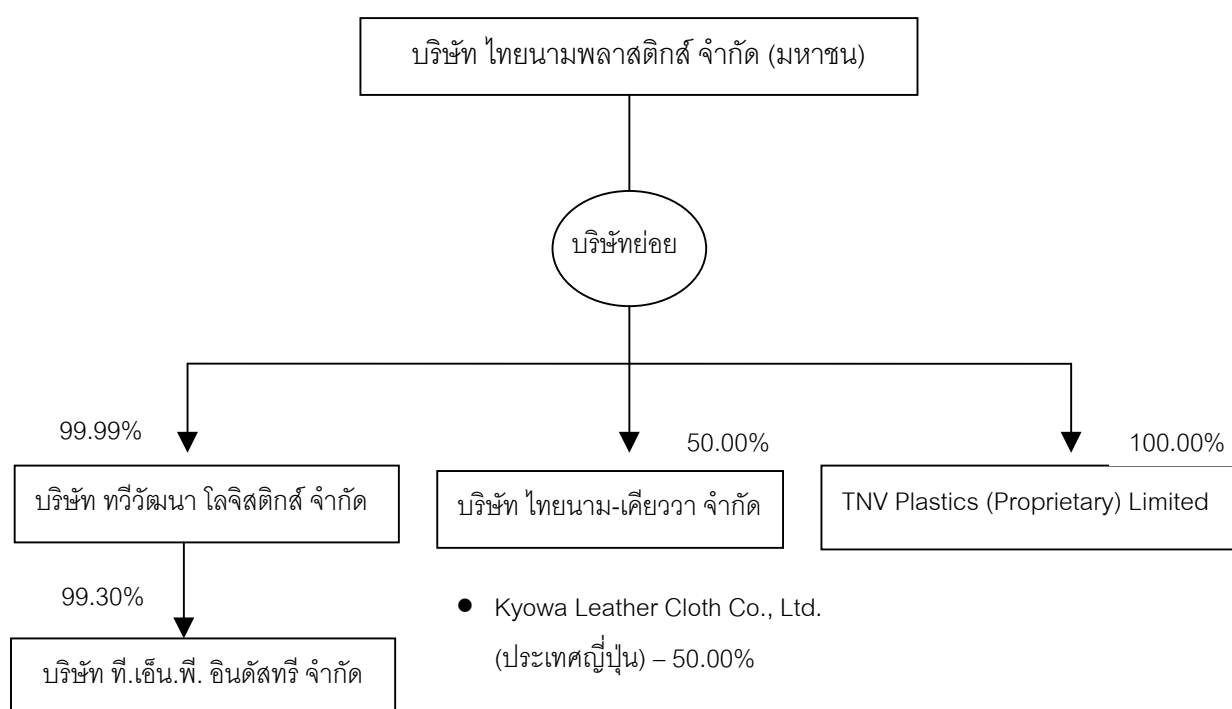 บริษัท ไทยนามพลาสติกส์ จำกัด (มหาชน)
บริษัทย่อย
99.99%
50.00%
100.00%
บริษัท ทวีวัฒนา โลจิสติกส์ จำกัด
บริษัท ไทยนาม-เคียววา จำกัด
TNV Plastics (Proprietary) Limited
99.30%
● Kyowa Leather Cloth Co., Ltd.
(ประเทศญี่ปุ่น) – 50.00%
บริษัท ที.เอ็น.พี. อินดัสทรี จำกัด